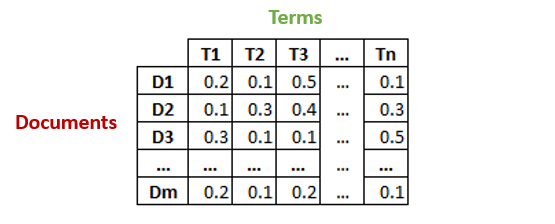 Terms
T1 T2 T3 ... Tn
D1 0.2 0.1 0.5 ... 0.1
D2 0.1 0.3 0.4 ... 0.3
Documents
D3 0.3 0.1 0.1 ... 0.5
... ... ... ... ... ...
Dm 0.2 0.1 0.2 ... 0.1